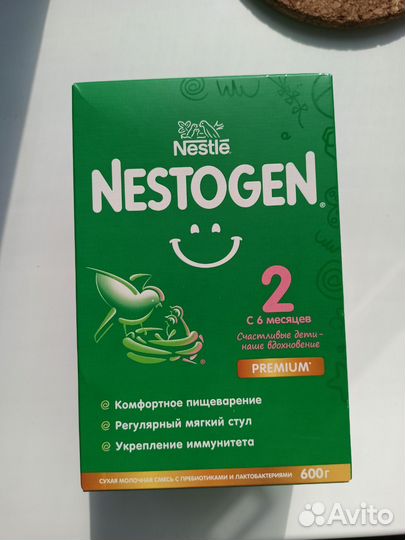 Nestlé
NESTOGEN®
2
С 6 месяцев
Счастливые дети-
наше вдохновение
PREMIUM*
Комфортное пищеварение
Регулярный мягкий стул
Укрепление иммунитета
СУХАЯ МОЛОЧНАЯ СМЕСЬ С ПРЕБИОТИКАМИ И ЛАКТОБАКТЕРИЯМИ 600г
Avito